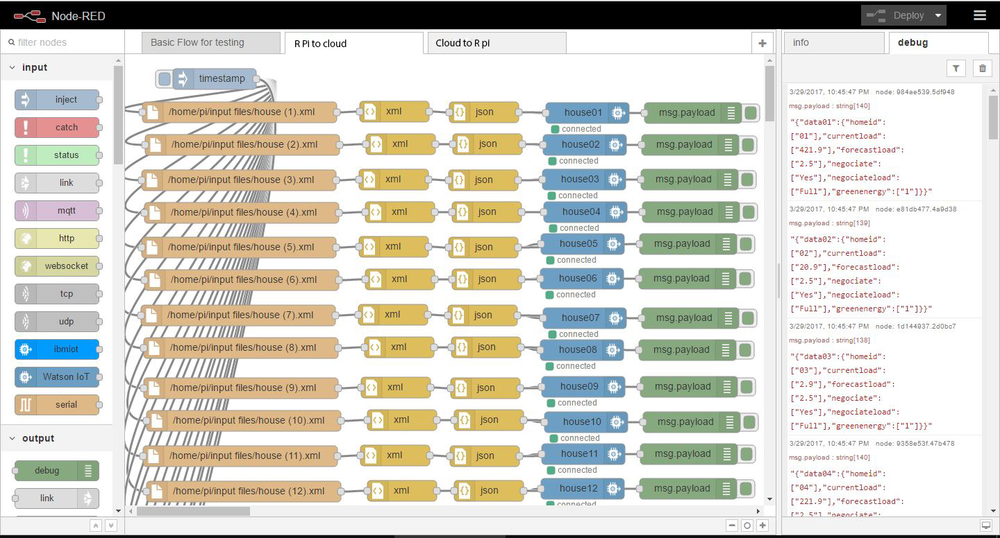 Node-RED
Deploy
filter nodes
Basic Flow for testing
R Pi to cloud
Cloud to R pi
info
debug
input
inject
catch
status
link
mqtt
http
websocket
tcp
udp
ibmiot
Watson IoT
serial
output
debug
link
timestamp
/home/pi/input files/house (1).xml xml json house01 msg.payload
connected
/home/pi/input files/house (2).xml xml json house02 msg.payload
connected
/home/pi/input files/house (3).xml xml json house03 msg.payload
connected
/home/pi/input files/house (4).xml xml json house04 msg.payload
connected
/home/pi/input files/house (5).xml xml json house05 msg.payload
connected
/home/pi/input files/house (6).xml xml json house06 msg.payload
connected
/home/pi/input files/house (7).xml xml json house07 msg.payload
connected
/home/pi/input files/house (8).xml xml json house08 msg.payload
connected
/home/pi/input files/house (9).xml xml json house09 msg.payload
connected
/home/pi/input files/house (10).xml xml json house10 msg.payload
connected
/home/pi/input files/house (11).xml xml json house11 msg.payload
connected
/home/pi/input files/house (12).xml xml json house12 msg.payload
connected
3/29/2017, 10:45:47 PM node: 984ae539.5df948
msg.payload : string[140]
"{"data01":{"homeid":
["01"],"currentload":
["421.9"],"forecastload":
["2.5"],"negociate":
["Yes"],"negociateload":
["Full"],"greenenergy":["1"]}}"
3/29/2017, 10:45:47 PM node: e81db477.4a9d38
msg.payload : string[139]
"{"data02":{"homeid":
["02"],"currentload":
["20.9"],"forecastload":
["2.5"],"negociate":
["Yes"],"negociateload":
["Full"],"greenenergy":["1"]}}"
3/29/2017, 10:45:47 PM node: 1d144937.2d0bc7
msg.payload : string[138]
"{"data03":{"homeid":
["03"],"currentload":
["2.9"],"forecastload":
["2.5"],"negociate":
["Yes"],"negociateload":
["Full"],"greenenergy":["1"]}}"
3/29/2017, 10:45:47 PM node: 9358e53f.47b478
msg.payload : string[140]
"{"data04":{"homeid":
["04"],"currentload":
["221.9"],"forecastload":
["2.5"],"negociate":